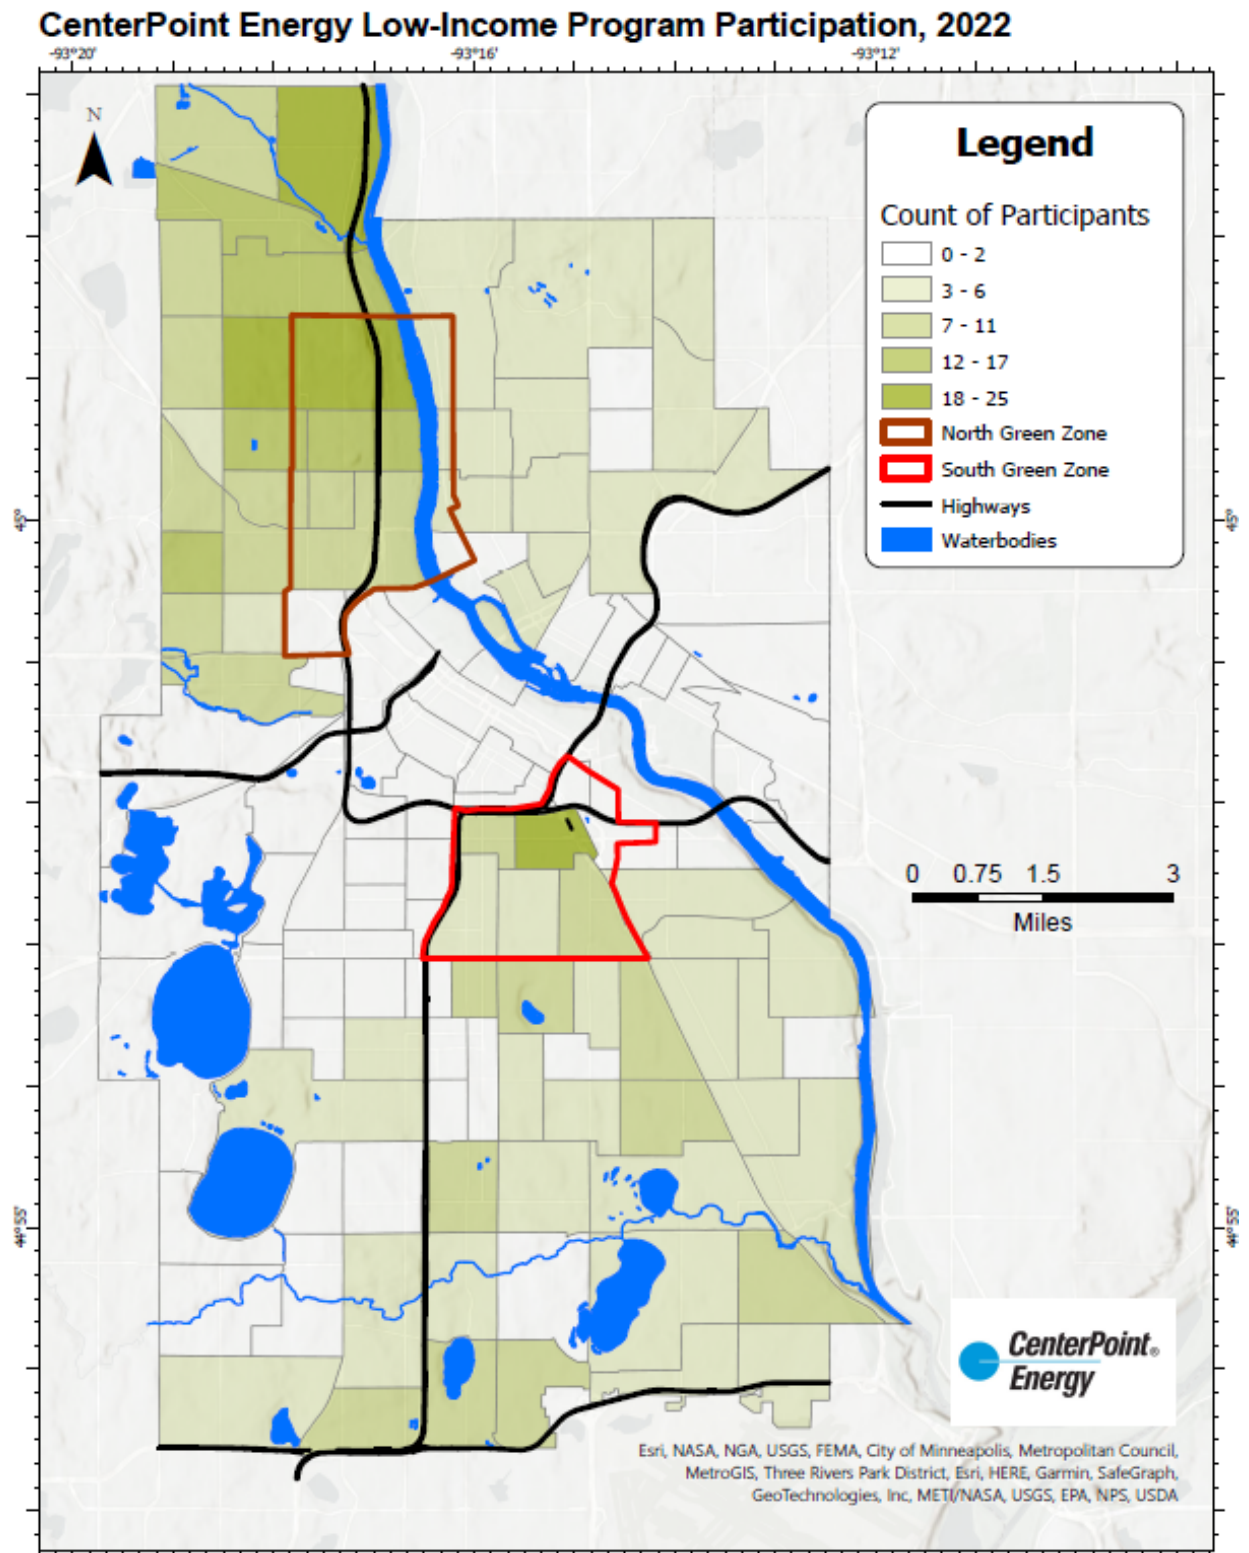 CenterPoint Energy Low-Income Program Participation, 2022
-93°20'
-93°16'
-93°12'
N
Legend
Count of Participants
0 - 2
3 - 6
7 - 11
12 - 17
18 - 25
North Green Zone
South Green Zone
Highways
Waterbodies
45°
45°
0 0.75 1.5 3
Miles
44°55'
44°55'
CenterPoint®
Energy
Esri, NASA, NGA, USGS, FEMA, City of Minneapolis, Metropolitan Council,
MetroGIS, Three Rivers Park District, Esri, HERE, Garmin, SafeGraph,
GeoTechnologies, Inc, METI/NASA, USGS, EPA, NPS, USDA